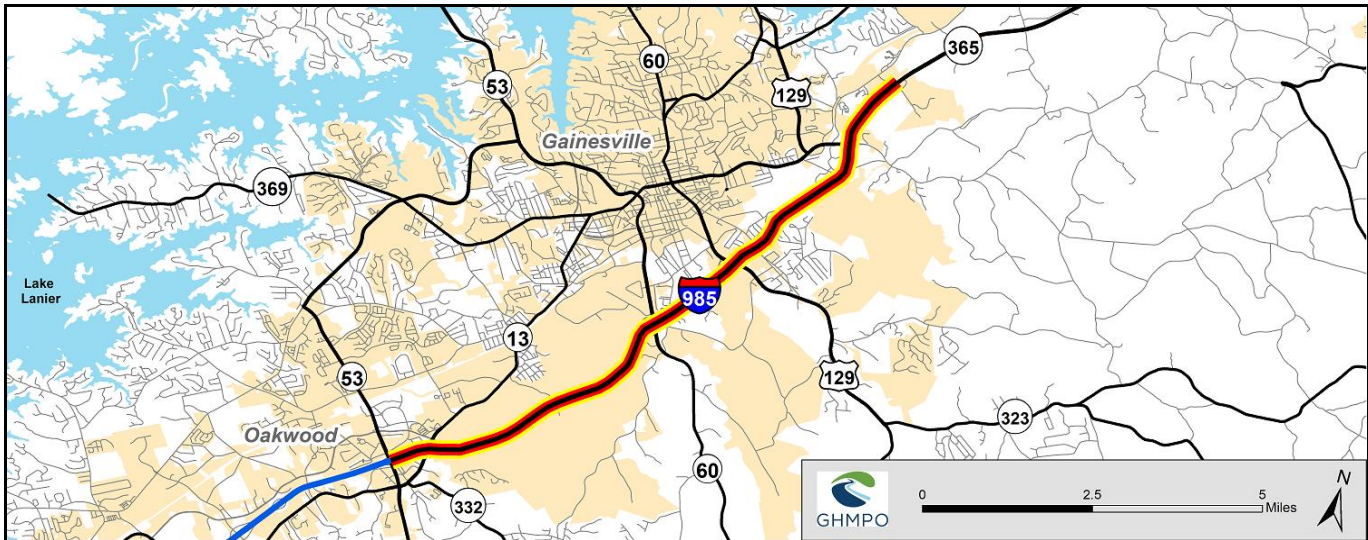 365
60
53
129
Gainesville
369
Lake
Lanier
985
13
53
129
323
Oakwood
60
332
GHMPO
0 2.5 5
Miles
N